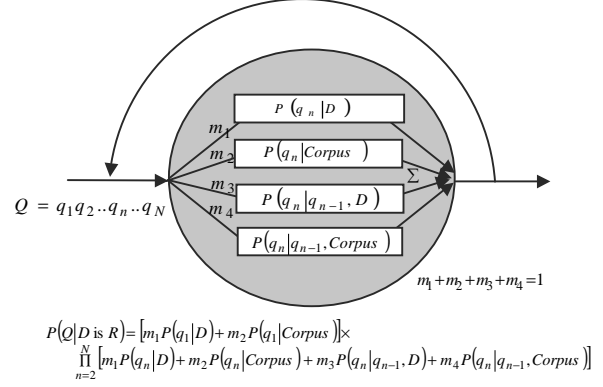 P(q_n|D)
m_1
P(q_n|Corpus)
m_2
Σ
m_3
P(q_n|q_{n-1}, D)
m_4
Q = q_1q_2..q_n..q_N
P(q_n|q_{n-1}, Corpus)
m_1+m_2+m_3+m_4=1
P(Q|D is R)=[m_1P(q_1|D)+m_2P(q_1|Corpus)]×
∏_{n=2}^{N}[m_1P(q_n|D)+m_2P(q_n|Corpus)+m_3P(q_n|q_{n-1}, D)+m_4P(q_n|q_{n-1}, Corpus)]